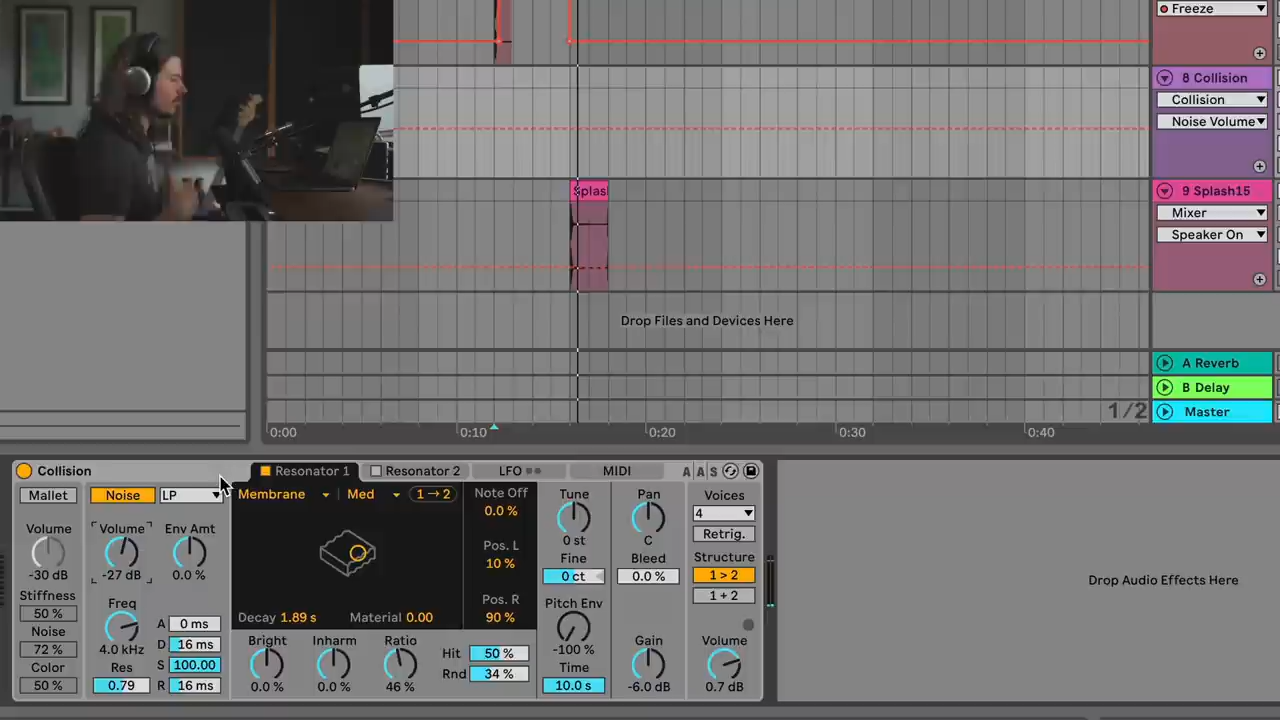 Freeze
8 Collision
Collision
Noise Volume
Splas
9 Splash15
Mixer
Speaker On
Drop Files and Devices Here
A Reverb
B Delay
1/2
Master
0:00
0:10
0:20
0:30
0:40
Collision
Resonator 1
Resonator 2
LFO
MIDI
A
A
S
Mallet
Noise
LP
Volume
-30 dB
Stiffness
50 %
Noise
72 %
Color
50 %
Volume
-27 dB
Env Amt
0.0 %
Freq
4.0 kHz
Res
0.79
A 0 ms
D 16 ms
S 100.00
R 16 ms
Membrane
Med
1→2
Decay 1.89 s
Material 0.00
Note Off
0.0 %
Pos. L
10 %
Pos. R
90 %
Bright
0.0 %
Inharm
0.0 %
Ratio
46 %
Hit 50 %
Rnd 34 %
Tune
0 st
Fine
0 ct
Pitch Env
-100 %
Time
10.0 s
Pan
C
Bleed
0.0 %
Gain
-6.0 dB
Voices
4
Retrig.
Structure
1 > 2
1 + 2
Volume
0.7 dB
Drop Audio Effects Here